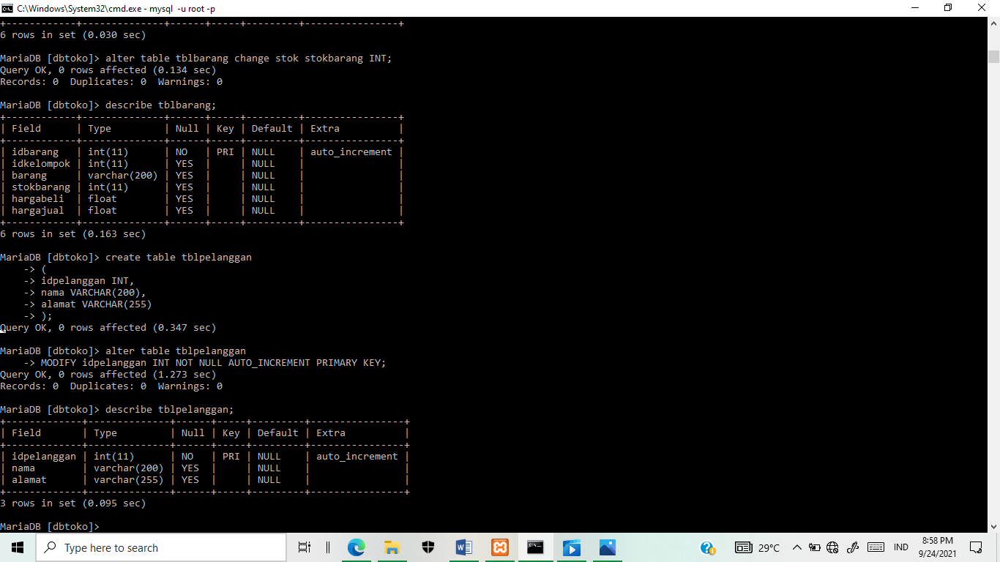 C:\Windows\System32\cmd.exe - mysql -u root -p
+------------+--------------+------+-----+---------+----------------+
6 rows in set (0.030 sec)
MariaDB [dbtoko]> alter table tblbarang change stok stokbarang INT;
Query OK, 0 rows affected (0.134 sec)
Records: 0  Duplicates: 0  Warnings: 0
MariaDB [dbtoko]> describe tblbarang;
+------------+--------------+------+-----+---------+----------------+
| Field      | Type         | Null | Key | Default | Extra          |
+------------+--------------+------+-----+---------+----------------+
| idbarang   | int(11)      | NO   | PRI | NULL    | auto_increment |
| idkelompok | int(11)      | YES  |     | NULL    |                |
| barang     | varchar(200) | YES  |     | NULL    |                |
| stokbarang | int(11)      | YES  |     | NULL    |                |
| hargabeli  | float        | YES  |     | NULL    |                |
| hargajual  | float        | YES  |     | NULL    |                |
+------------+--------------+------+-----+---------+----------------+
6 rows in set (0.163 sec)
MariaDB [dbtoko]> create table tblpelanggan
    -> (
    -> idpelanggan INT,
    -> nama VARCHAR(200),
    -> alamat VARCHAR(255)
    -> );
Query OK, 0 rows affected (0.347 sec)
MariaDB [dbtoko]> alter table tblpelanggan
    -> MODIFY idpelanggan INT NOT NULL AUTO_INCREMENT PRIMARY KEY;
Query OK, 0 rows affected (1.273 sec)
Records: 0  Duplicates: 0  Warnings: 0
MariaDB [dbtoko]> describe tblpelanggan;
+-------------+--------------+------+-----+---------+----------------+
| Field       | Type         | Null | Key | Default | Extra          |
+-------------+--------------+------+-----+---------+----------------+
| idpelanggan | int(11)      | NO   | PRI | NULL    | auto_increment |
| nama        | varchar(200) | YES  |     | NULL    |                |
| alamat      | varchar(255) | YES  |     | NULL    |                |
+-------------+--------------+------+-----+---------+----------------+
3 rows in set (0.095 sec)
MariaDB [dbtoko]>
Type here to search
29°C
IND
8:58 PM
9/24/2021